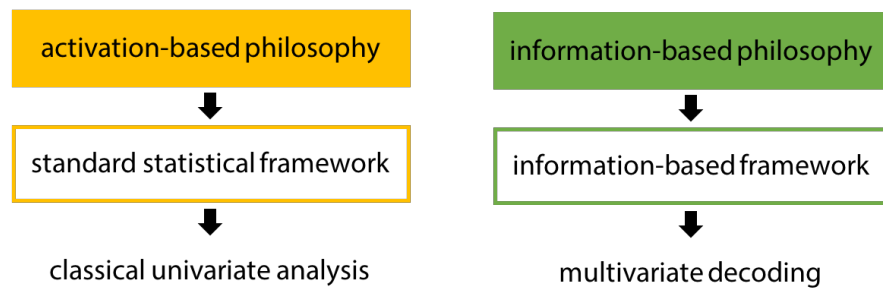 activation-based philosophy
standard statistical framework
classical univariate analysis
information-based philosophy
information-based framework
multivariate decoding